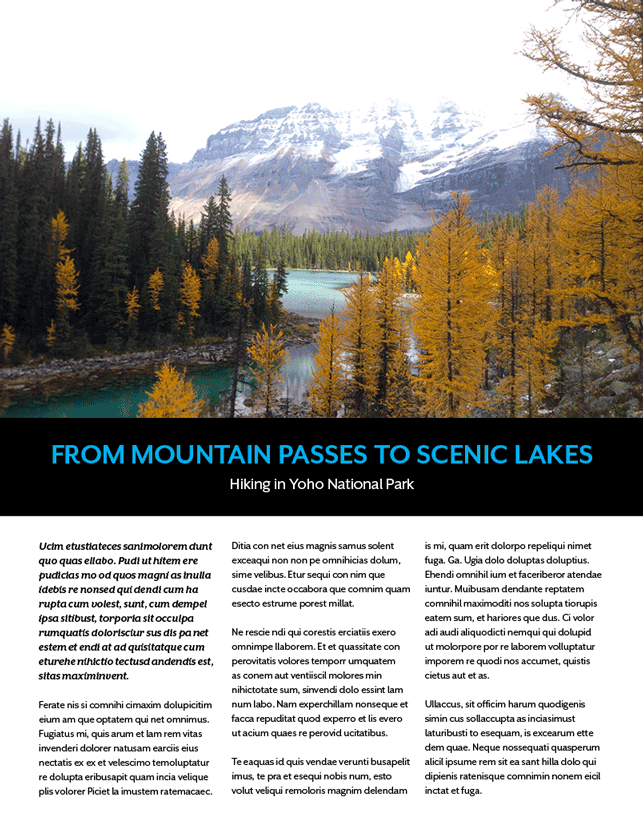 FROM MOUNTAIN PASSES TO SCENIC LAKES
Hiking in Yoho National Park
Ucim etustiateces sanimolorem dunt
quo quas eliabo. Pudi ut hitem ere
pudicias mo od quos magni as inulla
idebis re nonsed qui dendi cum ha
rupta cum volest, sunt, cum dempel
ipsa sitibust, torporia sit occulpa
rumquatis dolorisciur sus dis pa net
estem et endi at ad quisitatque cum
eturehe nihictio tectusd andendis est,
sitas maximinvent.
Ferate nis si comnihi cimaxim dolupicitim
eium am que optatem qui net omnimus.
Fugiatus mi, quis arum et lam rem vitas
invenderi dolorer natusam earciis eius
nectatis ex ex et velescimo temoluptatur
re dolupta eribusapit quam incia velique
plis volorer Piciet la imustem ratemacaec.
Ditia con net eius magnis samus solent
exceaqui non non pe omnihicias dolum,
sime velibus. Etur sequi con nim que
cusdae incte occabora que comnim quam
esecto estrume porest millat.
Ne rescie ndi qui corestis erciatiis exero
omnimpe llaborem. Et et quassitate con
perovitatis volores temporr umquatem
as conem aut ventiiscil molores min
nihictotate sum, sinvendi dolo essint lam
num labo. Nam experchillam nonseque et
facca repuditat quod experro et lis evero
ut acium quaes re perovid ucitatibus.
Te eaquas id quis vendae verunti busapelit
imus, te pra et esequi nobis num, esto
volut veliqui remoloris magnim delendam
is mi, quam erit dolorpo repeliqui nimet
fuga. Ga. Ugia dolo doluptas doluptius.
Ehendi omnihil ium et faceriberor atendae
iuntur. Muibusam dendante reptatem
comnihil maximoditi nos solupta tiorupis
eatem sum, et hariores que dus. Ci volor
adi audi aliquodicti nemqui qui dolupid
ut molorpore por re laborem volluptatur
imporem re quodi nos accumet, quistis
cietus aut et as.
Ullaccus, sit officim harum quodigenis
simin cus sollaccupta as inciasimust
laturibusti to esequam, is excearum ette
dem quae. Neque nossequati quasperum
alicil ipsume rem sit ea sant hilla dolo qui
dipienis ratenisque comnimin nonem eicil
inctat et fuga.